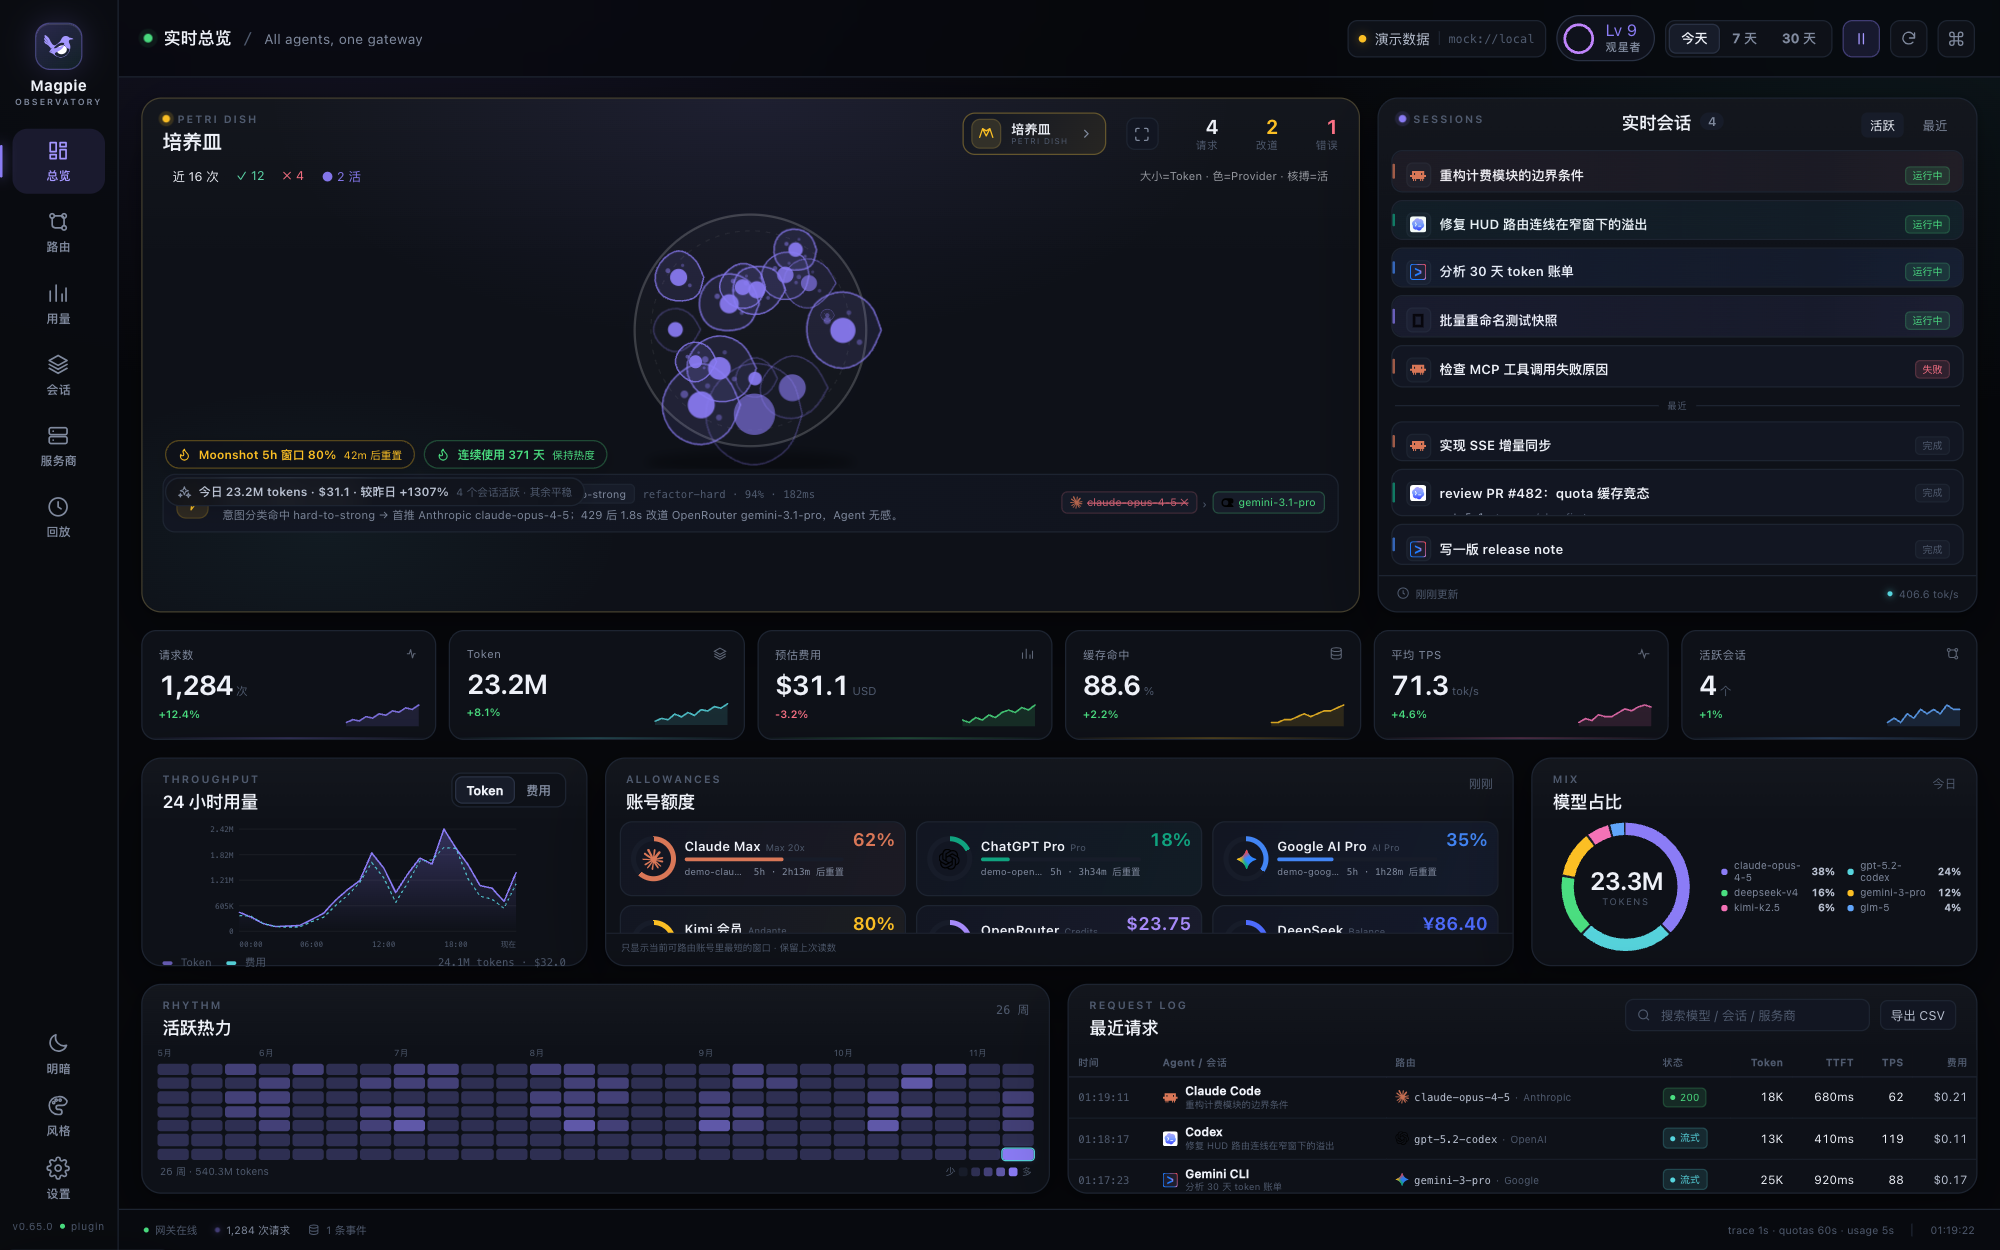 Magpie
OBSERVATORY
总览
路由
用量
会话
服务商
回放
明暗
风格
设置
v0.65.0 plugin
实时总览 / All agents, one gateway
演示数据 mock://local
Lv 9
观星者
今天 7 天 30 天
PETRI DISH
培养皿
培养皿
PETRI DISH
4 请求
2 改道
1 错误
近 16 次 ✓ 12 ✕ 4 2 活
大小=Token · 色=Provider · 核搏=活
Moonshot 5h 窗口 80% 42m 后重置
连续使用 371 天 保持热度
今日 23.2M tokens · $31.1 · 较昨日 +1307% 4 个会话活跃 · 其余平稳
-strong refactor-hard · 94% · 182ms
claude-opus-4-5 ✕ › gemini-3.1-pro
意图分类命中 hard-to-strong → 首推 Anthropic claude-opus-4-5；429 后 1.8s 改道 OpenRouter gemini-3.1-pro，Agent 无感。
SESSIONS
实时会话 4
活跃 最近
重构计费模块的边界条件 运行中
修复 HUD 路由连线在窄窗下的溢出 运行中
分析 30 天 token 账单 运行中
批量重命名测试快照 运行中
检查 MCP 工具调用失败原因 失败
最近
实现 SSE 增量同步 完成
review PR #482：quota 缓存竞态 完成
写一版 release note 完成
刚刚更新 406.6 tok/s
请求数
1,284 次
+12.4%
Token
23.2M
+8.1%
预估费用
$31.1 USD
-3.2%
缓存命中
88.6 %
+2.2%
平均 TPS
71.3 tok/s
+4.6%
活跃会话
4 个
+1%
THROUGHPUT
24 小时用量
Token 费用
2.42M
1.82M
1.21M
605K
0
00:00 06:00 12:00 18:00 现在
Token 费用 24.1M tokens · $32.0
ALLOWANCES
账号额度
刚刚
Claude Max Max 20x 62%
demo-clau... 5h · 2h13m 后重置
ChatGPT Pro Pro 18%
demo-open... 5h · 3h34m 后重置
Google AI Pro AI Pro 35%
demo-goog... 5h · 1h28m 后重置
Kimi 会员 Andante 80%
OpenRouter Credits $23.75
DeepSeek Balance ¥86.40
只显示当前可路由账号里最短的窗口 · 保留上次读数
MIX
模型占比
今日
23.3M
TOKENS
claude-opus-4-5 38%
gpt-5.2-codex 24%
deepseek-v4 16%
gemini-3-pro 12%
kimi-k2.5 6%
glm-5 4%
RHYTHM
活跃热力
26 周
5月 6月 7月 8月 9月 10月 11月
26 周 · 540.3M tokens
少 多
REQUEST LOG
最近请求
搜索模型 / 会话 / 服务商
导出 CSV
时间 Agent / 会话 路由 状态 Token TTFT TPS 费用
01:19:11 Claude Code claude-opus-4-5 · Anthropic 200 18K 680ms 62 $0.21
重构计费模块的边界条件
01:18:17 Codex gpt-5.2-codex · OpenAI 流式 13K 410ms 119 $0.11
修复 HUD 路由连线在窄窗下的溢出
01:17:23 Gemini CLI gemini-3-pro · Google 流式 25K 920ms 88 $0.17
分析 30 天 token 账单
网关在线 1,284 次请求 1 条事件
trace 1s · quotas 60s · usage 5s 01:19:22